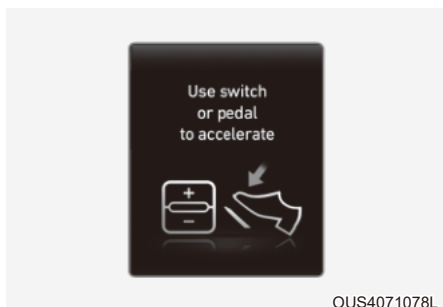 Use switch
or pedal
to accelerate
+
−
OUS4071078L